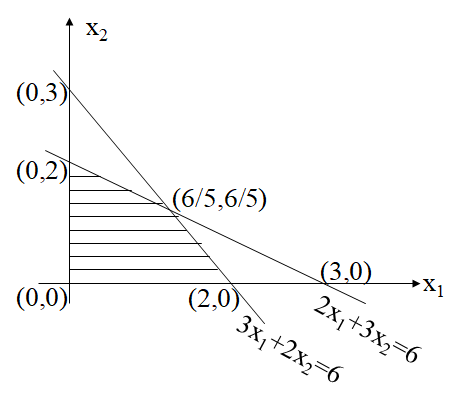 x₂
(0,3)
(0,2)
(6/5,6/5)
(3,0)
x₁
(0,0)
(2,0)
2x₁+3x₂=6
3x₁+2x₂=6